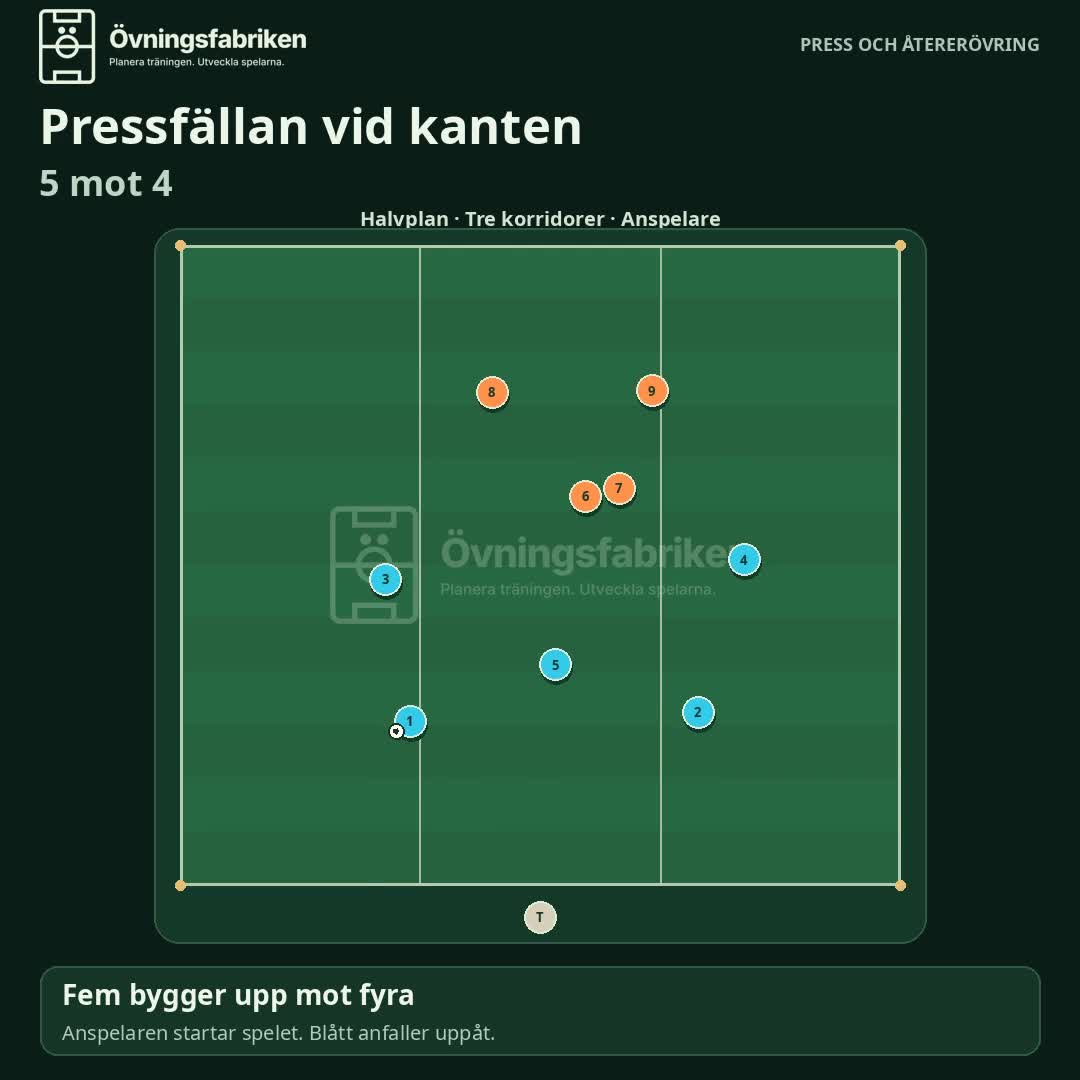 Övningsfabriken
Planera träningen. Utveckla spelarna.
PRESS OCH ÅTERERÖVRING
Pressfällan vid kanten
5 mot 4
Halvplan · Tre korridorer · Anspelare
8
9
6
7
Övningsfabriken
Planera träningen. Utveckla spelarna.
4
3
5
2
1
T
Fem bygger upp mot fyra
Anspelaren startar spelet. Blått anfaller uppåt.